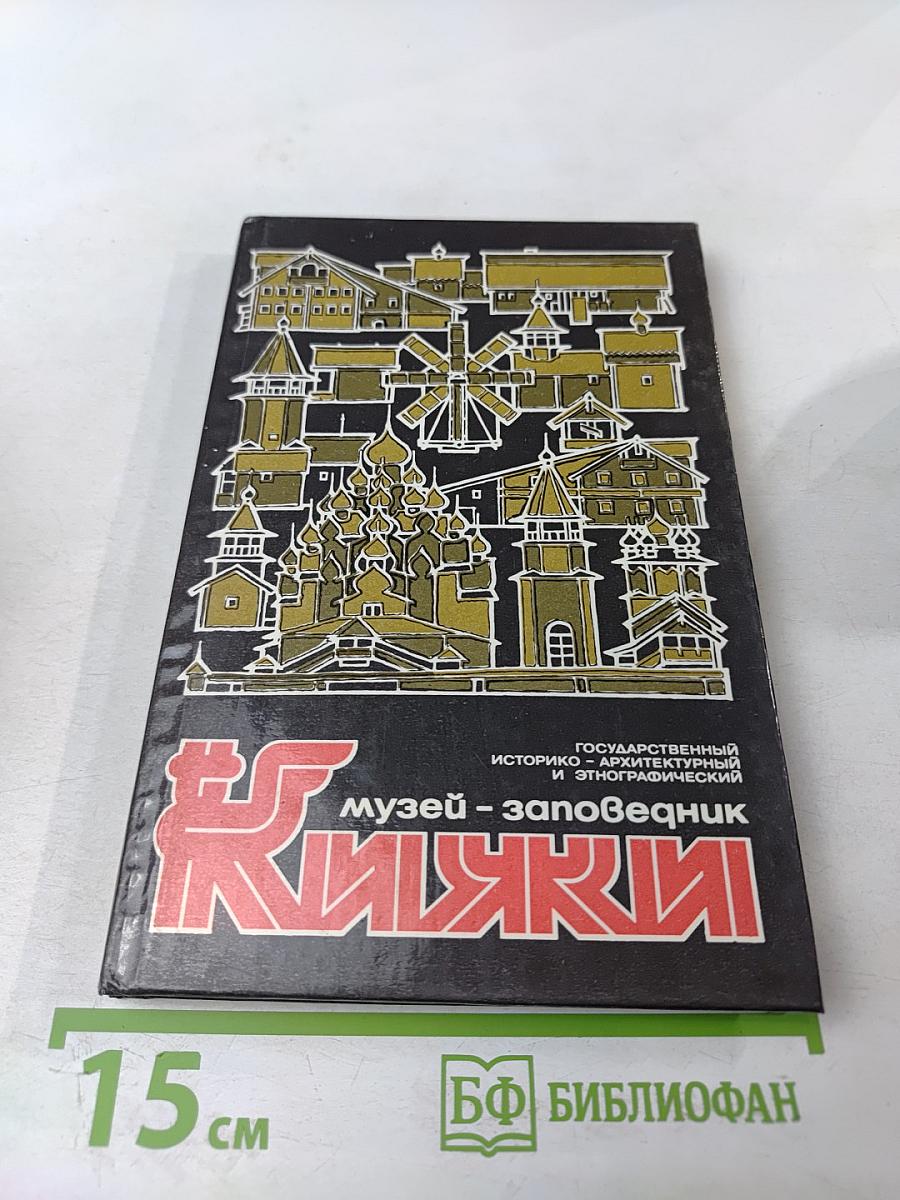 ГОСУДАРСТВЕННЫЙ
ИСТОРИКО - АРХИТЕКТУРНЫЙ
И ЭТНОГРАФИЧЕСКИЙ
музей - заповедник
Кижи
15 см
БФ БИБЛИОФАН